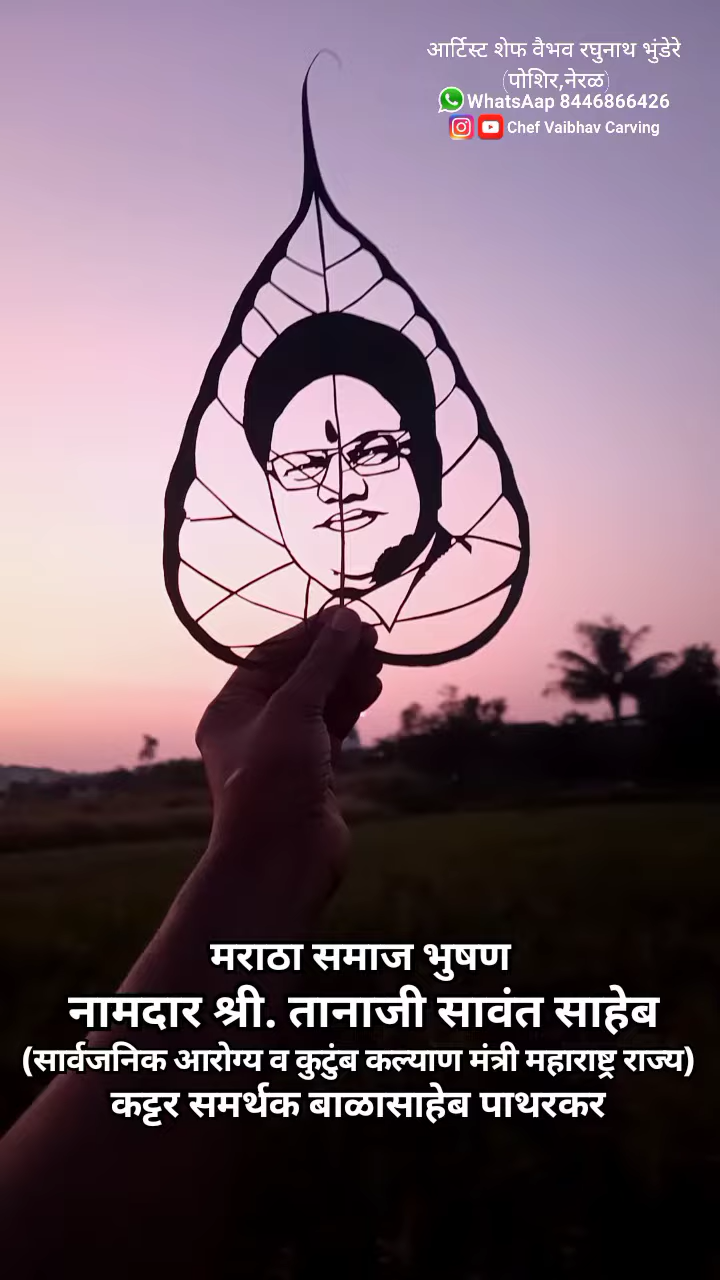 आर्टिस्ट शेफ वैभव रघुनाथ भुंडेरे
(पोशिर,नेरळ)
WhatsAap 8446866426
Chef Vaibhav Carving
मराठा समाज भुषण
नामदार श्री. तानाजी सावंत साहेब
(सार्वजनिक आरोग्य व कुटुंब कल्याण मंत्री महाराष्ट्र राज्य)
कट्टर समर्थक बाळासाहेब पाथरकर